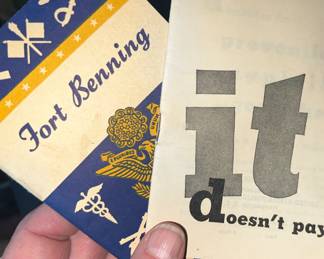 Fort Benning
it
doesn't pay